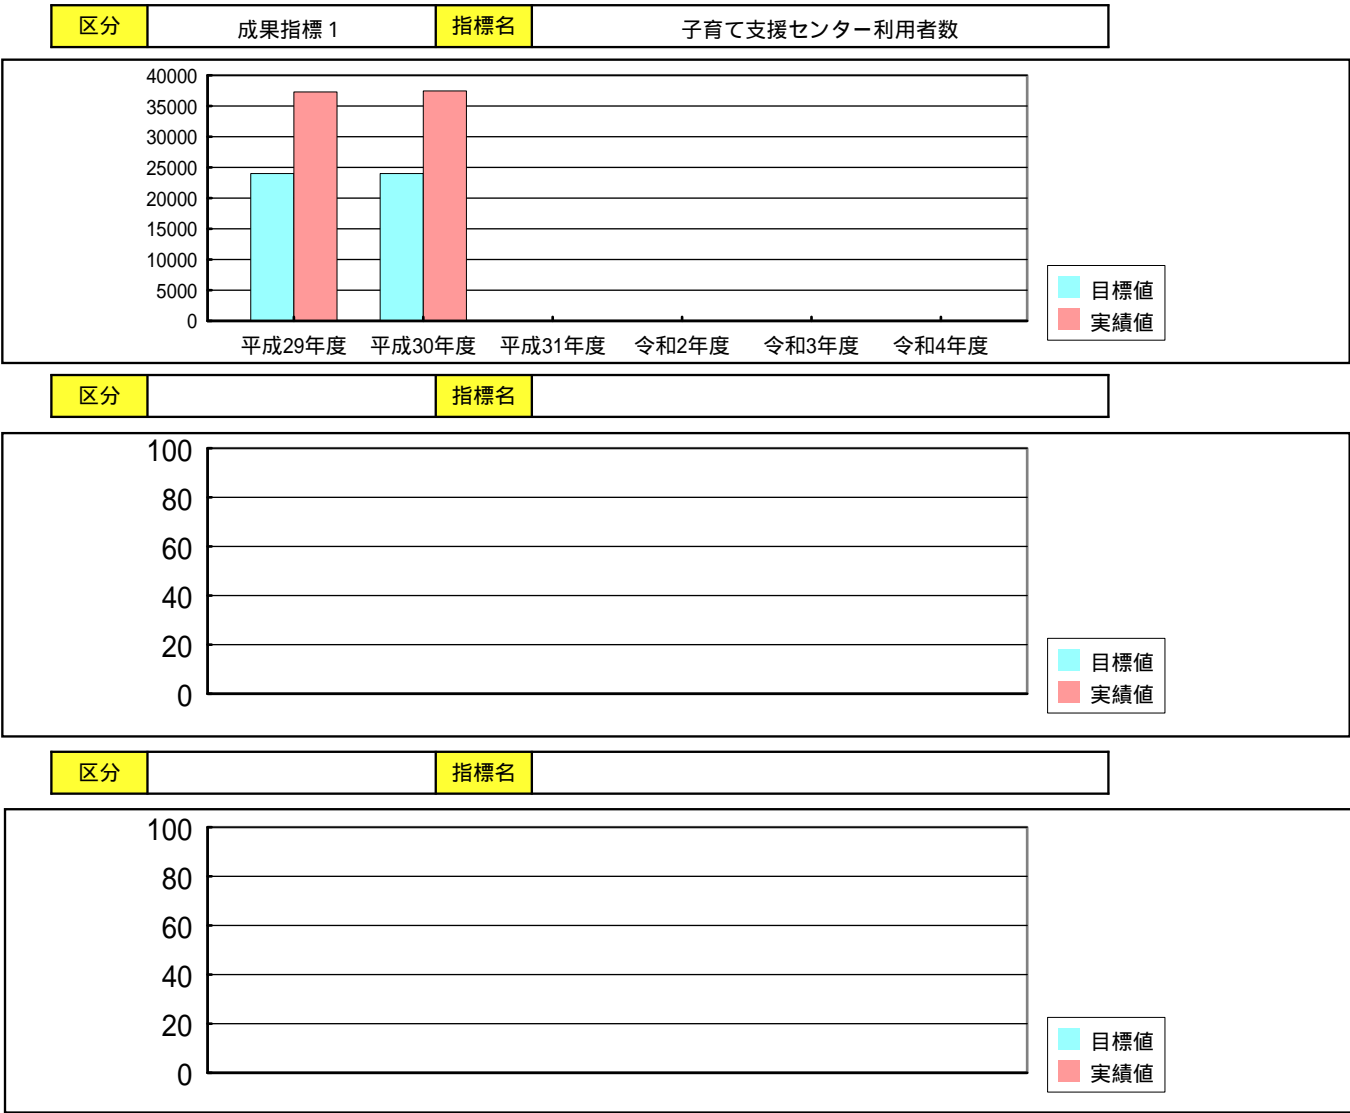 区分 成果指標1 指標名 子育て支援センター利用者数
40000
35000
30000
25000
20000
15000
10000
5000
0
平成29年度 平成30年度 平成31年度 令和2年度 令和3年度 令和4年度
目標値
実績値
区分 指標名
100
80
60
40
20
0
目標値
実績値
区分 指標名
100
80
60
40
20
0
目標値
実績値